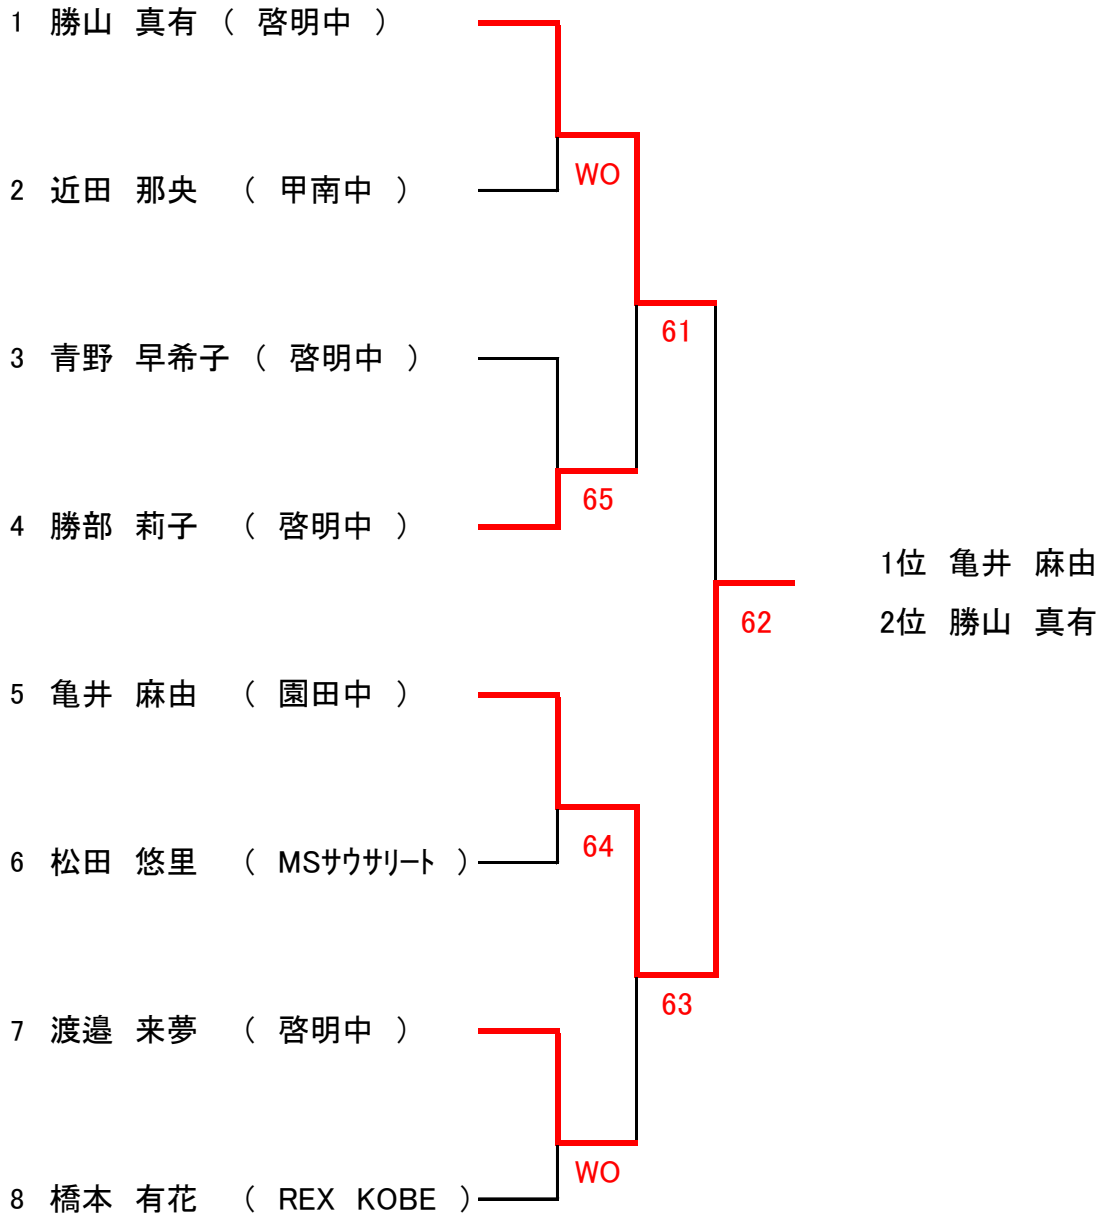 1 勝山 真有 ( 啓明中 )
WO
2 近田 那央 ( 甲南中 )
61
3 青野 早希子 ( 啓明中 )
65
4 勝部 莉子 ( 啓明中 )
1位 亀井 麻由
62
2位 勝山 真有
5 亀井 麻由 ( 園田中 )
64
6 松田 悠里 ( MSサウサリート )
63
7 渡邉 来夢 ( 啓明中 )
WO
8 橋本 有花 ( REX KOBE )